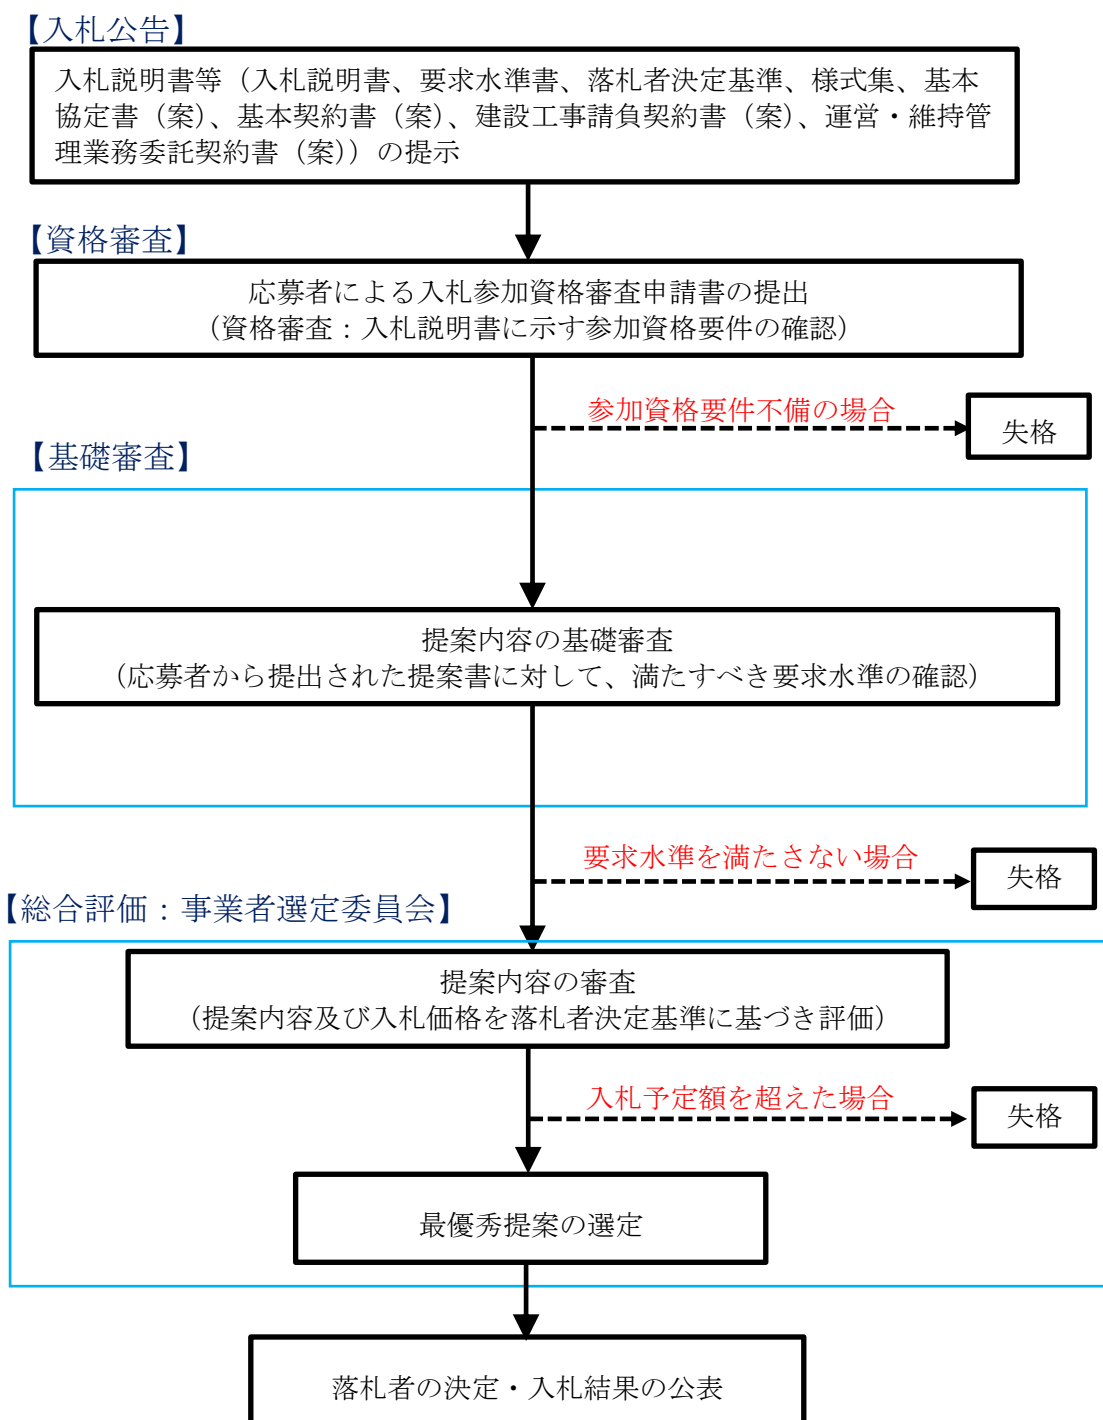 【入札公告】
入札説明書等（入札説明書、要求水準書、落札者決定基準、様式集、基本
協定書（案）、基本契約書（案）、建設工事請負契約書（案）、運営・維持管
理業務委託契約書（案））の提示
【資格審査】
応募者による入札参加資格審査申請書の提出
（資格審査：入札説明書に示す参加資格要件の確認）
参加資格要件不備の場合
失格
【基礎審査】
提案内容の基礎審査
（応募者から提出された提案書に対して、満たすべき要求水準の確認）
要求水準を満たさない場合
失格
【総合評価：事業者選定委員会】
提案内容の審査
（提案内容及び入札価格を落札者決定基準に基づき評価）
入札予定額を超えた場合
失格
最優秀提案の選定
落札者の決定・入札結果の公表